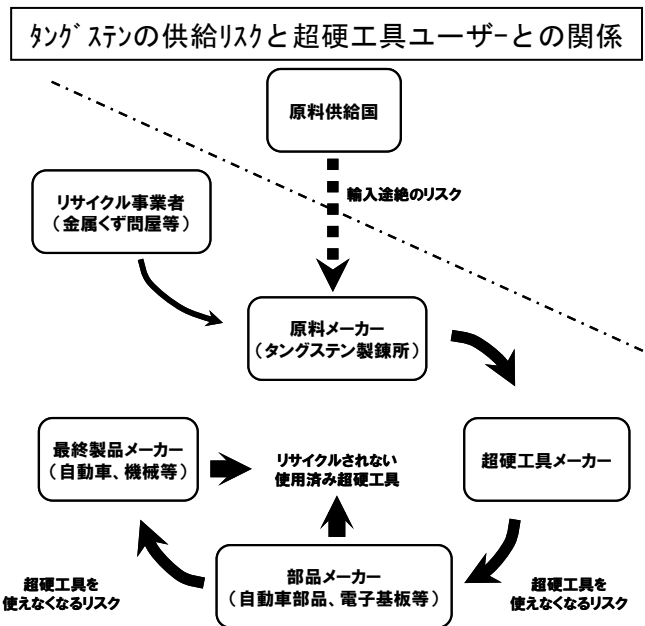 ﾀﾝｸﾞｽﾃﾝの供給ﾘｽｸと超硬工具ユーザーとの関係
原料供給国
輸入途絶のリスク
リサイクル事業者
（金属くず問屋等）
原料メーカー
（タングステン製錬所）
最終製品メーカー
（自動車、機械等）
リサイクルされない
使用済み超硬工具
超硬工具メーカー
部品メーカー
（自動車部品、電子基板等）
超硬工具を
使えなくなるリスク
超硬工具を
使えなくなるリスク